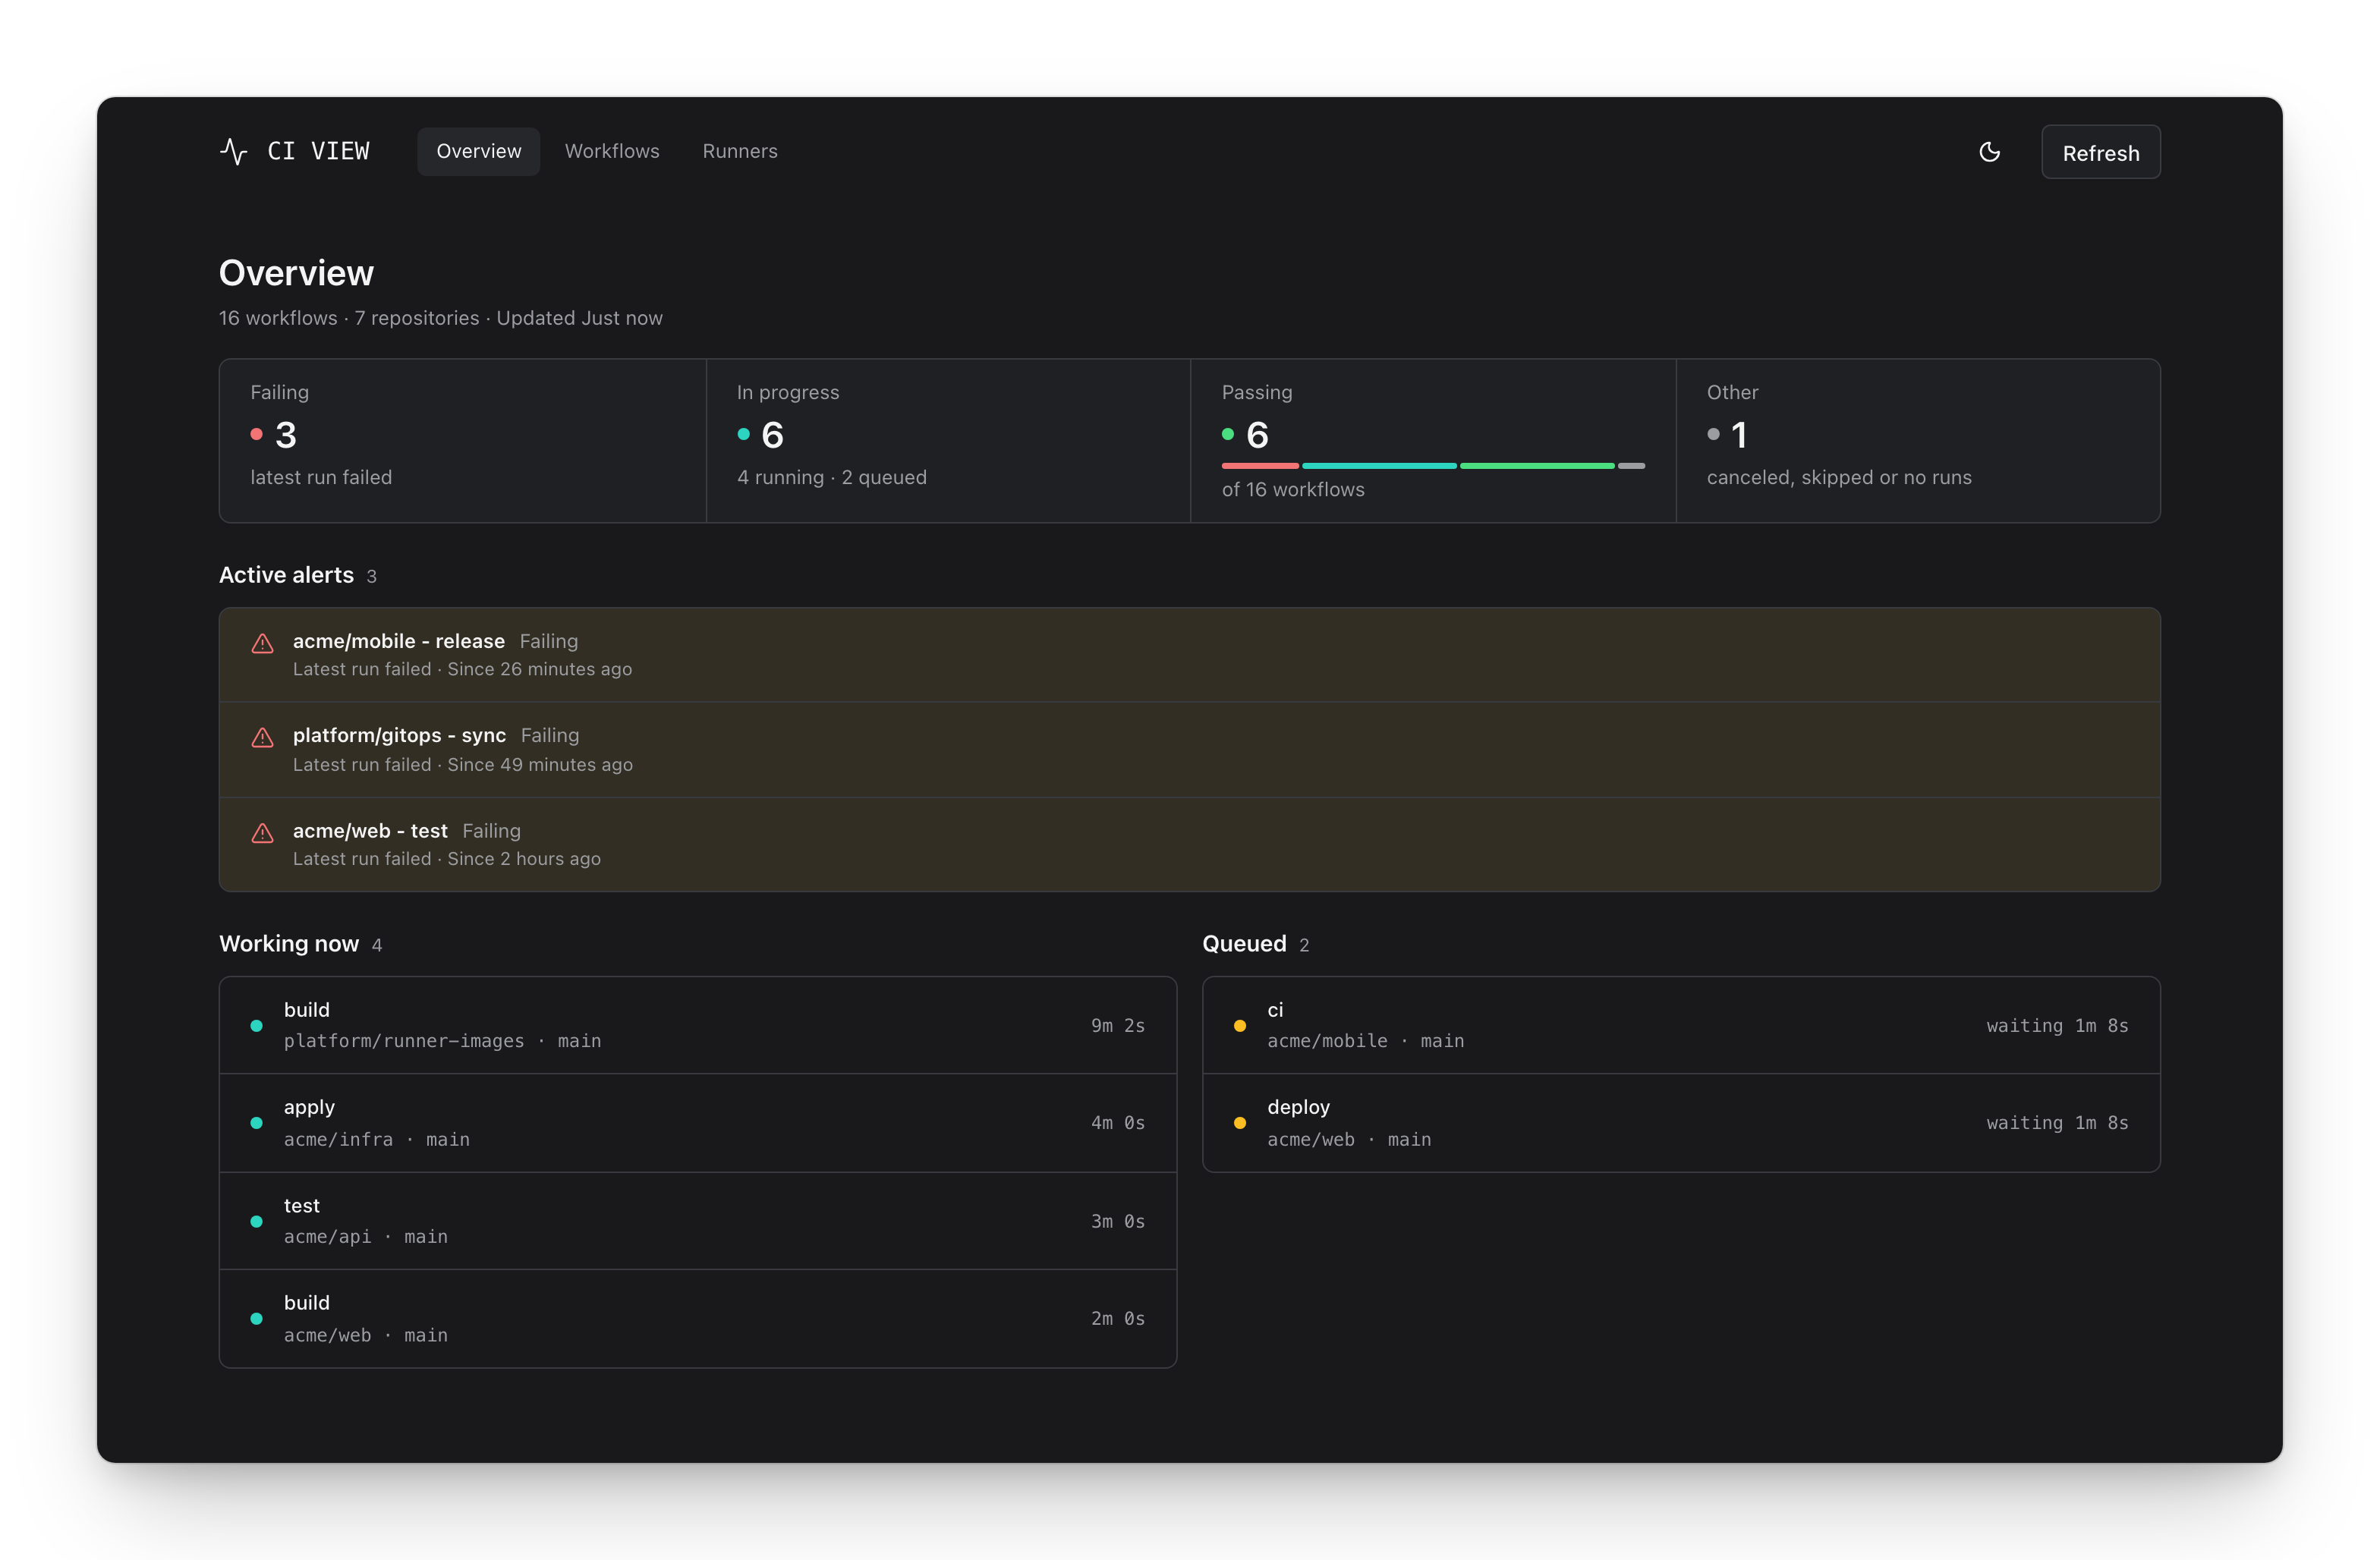 CI VIEW
Overview
Workflows
Runners
Refresh
Overview
16 workflows · 7 repositories · Updated Just now
Failing
3
latest run failed
In progress
6
4 running · 2 queued
Passing
6
of 16 workflows
Other
1
canceled, skipped or no runs
Active alerts 3
acme/mobile - release Failing
Latest run failed · Since 26 minutes ago
platform/gitops - sync Failing
Latest run failed · Since 49 minutes ago
acme/web - test Failing
Latest run failed · Since 2 hours ago
Working now 4
build
platform/runner-images · main
9m 2s
apply
acme/infra · main
4m 0s
test
acme/api · main
3m 0s
build
acme/web · main
2m 0s
Queued 2
ci
acme/mobile · main
waiting 1m 8s
deploy
acme/web · main
waiting 1m 8s